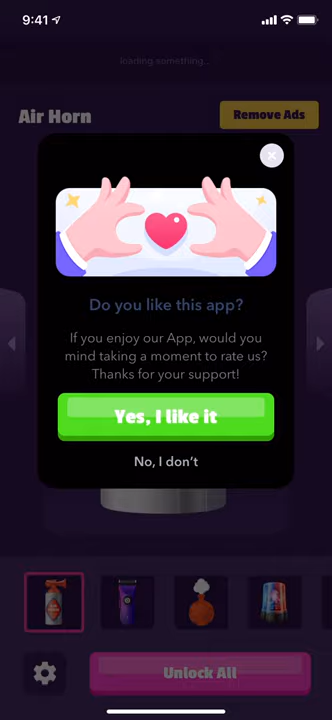 9:41
loading something...
Air Horn
Remove Ads
Do you like this app?
If you enjoy our App, would you
mind taking a moment to rate us?
Thanks for your support!
Yes, I like it
No, I don't
Unlock All